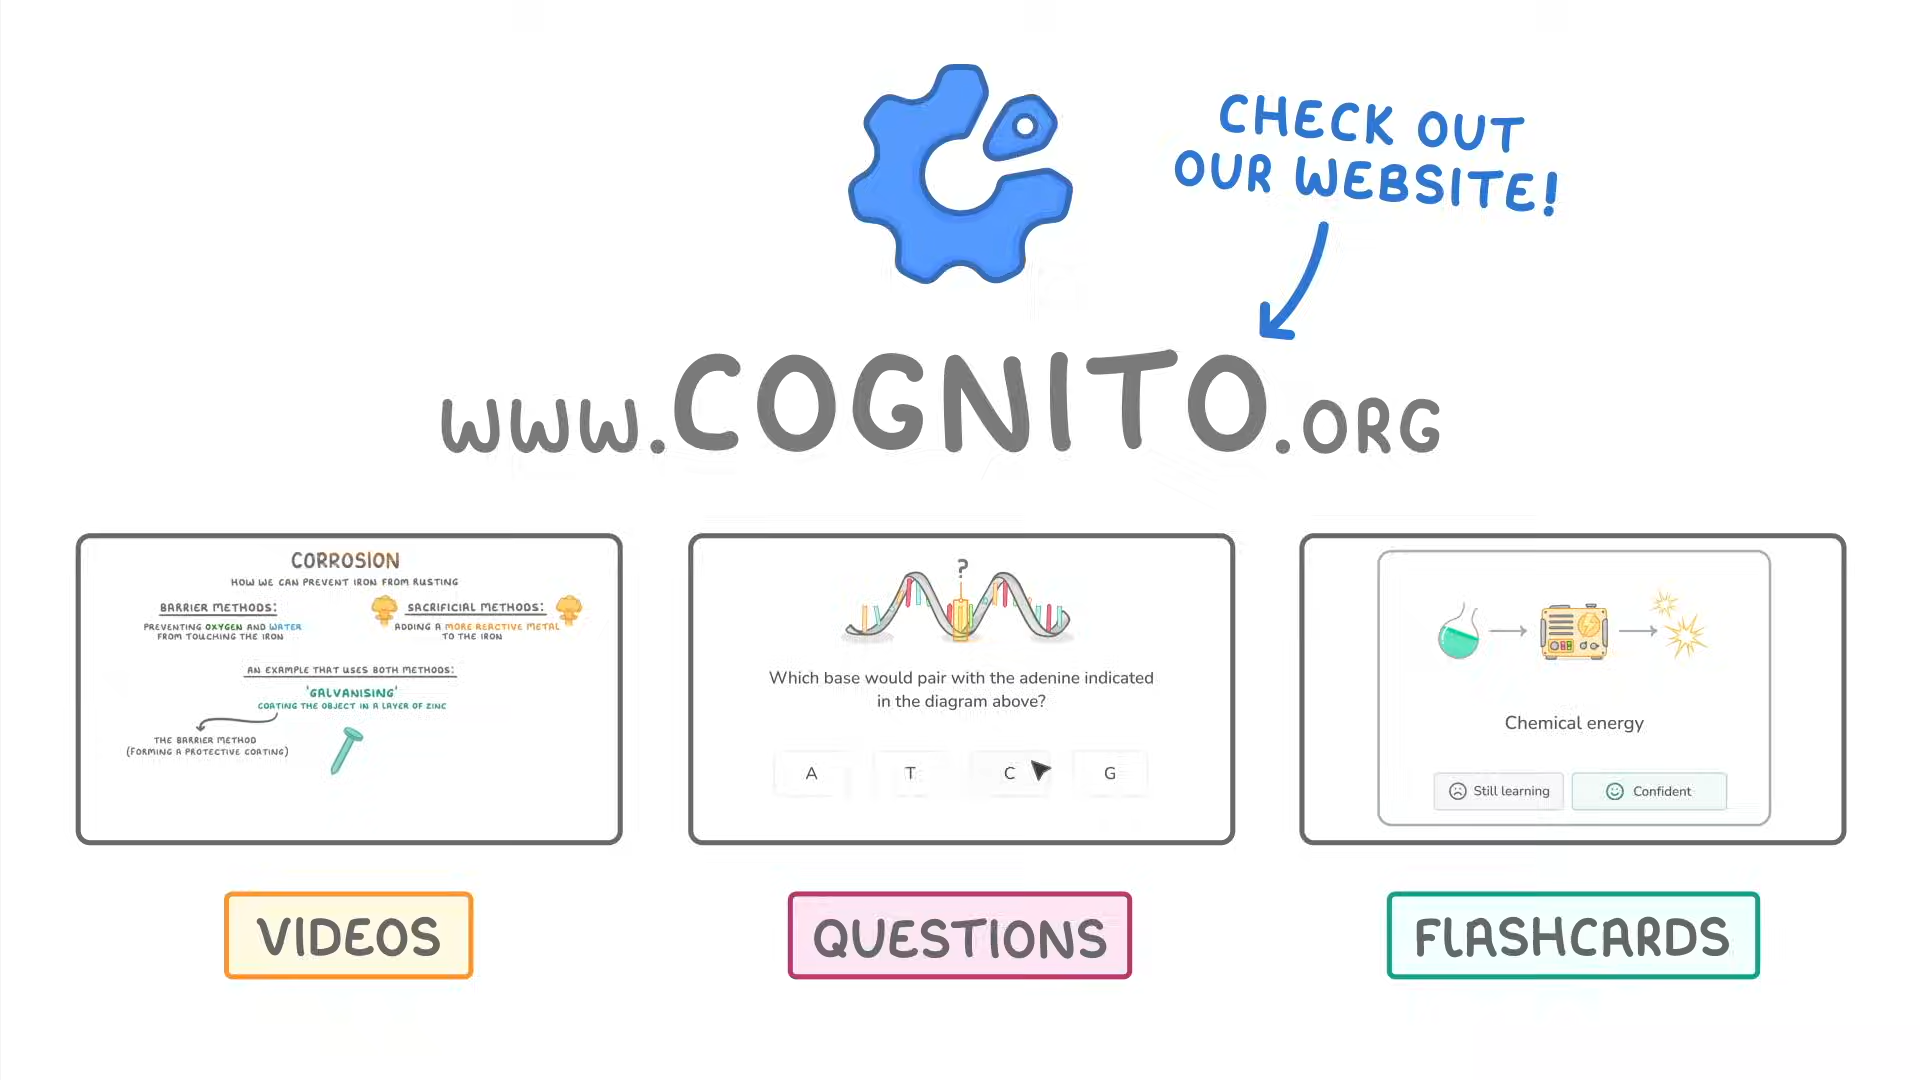 CHECK OUT
OUR WEBSITE!
www.COGNITO.ORG
CORROSION
HOW WE CAN PREVENT IRON FROM RUSTING
BARRIER METHODS:
PREVENTING OXYGEN AND WATER
FROM TOUCHING THE IRON
SACRIFICIAL METHODS:
ADDING A MORE REACTIVE METAL
TO THE IRON
AN EXAMPLE THAT USES BOTH METHODS:
'GALVANISING'
COATING THE OBJECT IN A LAYER OF ZINC
THE BARRIER METHOD
(FORMING A PROTECTIVE COATING)
?
Which base would pair with the adenine indicated
in the diagram above?
A T C G
Chemical energy
Still learning Confident
VIDEOS
QUESTIONS
FLASHCARDS